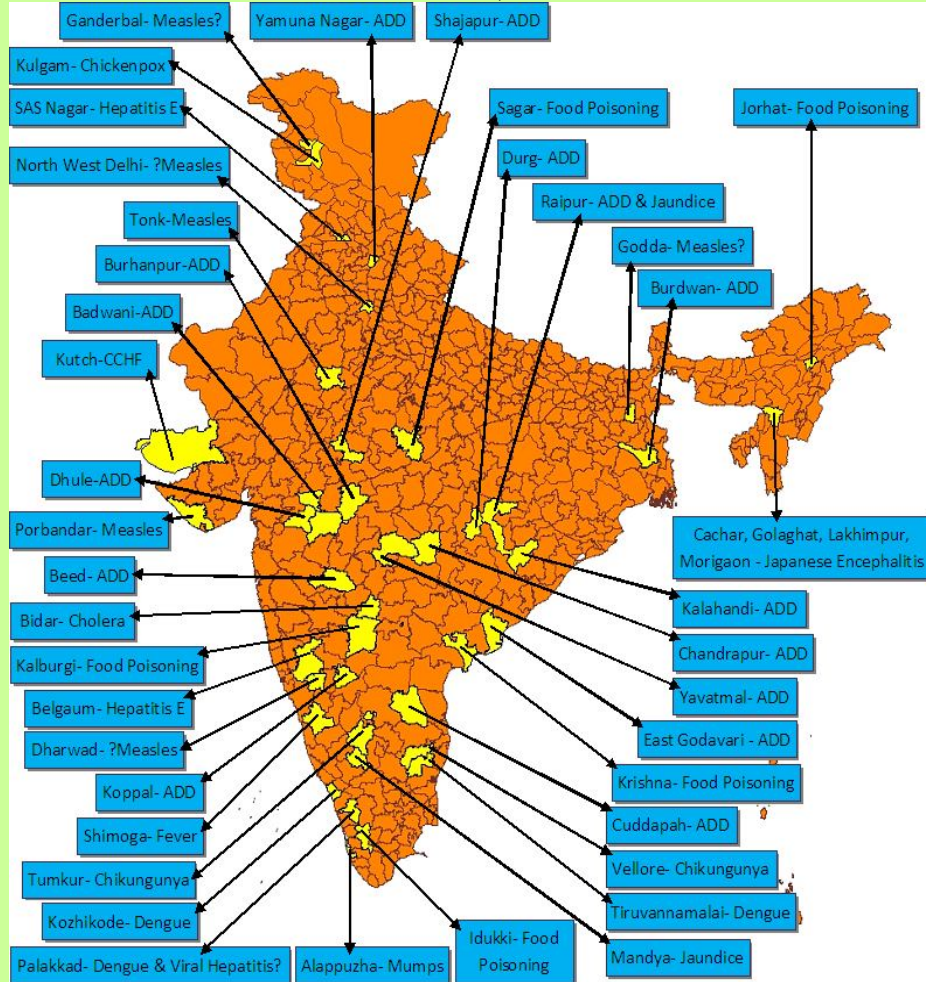 Ganderbal- Measles?
Yamuna Nagar- ADD
Shajapur- ADD
Kulgam- Chickenpox
SAS Nagar- Hepatitis E
Sagar- Food Poisoning
Jorhat- Food Poisoning
North West Delhi- ?Measles
Durg- ADD
Raipur- ADD & Jaundice
Tonk-Measles
Godda- Measles?
Burhanpur-ADD
Burdwan- ADD
Badwani-ADD
Kutch-CCHF
Dhule-ADD
Porbandar- Measles
Cachar, Golaghat, Lakhimpur,
Morigaon - Japanese Encephalitis
Beed- ADD
Kalahandi- ADD
Bidar- Cholera
Chandrapur- ADD
Kalburgi- Food Poisoning
Yavatmal- ADD
Belgaum- Hepatitis E
East Godavari - ADD
Dharwad- ?Measles
Krishna- Food Poisoning
Koppal- ADD
Cuddapah- ADD
Shimoga- Fever
Vellore- Chikungunya
Tumkur- Chikungunya
Tiruvannamalai- Dengue
Kozhikode- Dengue
Idukki- Food
Poisoning
Mandya- Jaundice
Palakkad- Dengue & Viral Hepatitis?
Alappuzha- Mumps